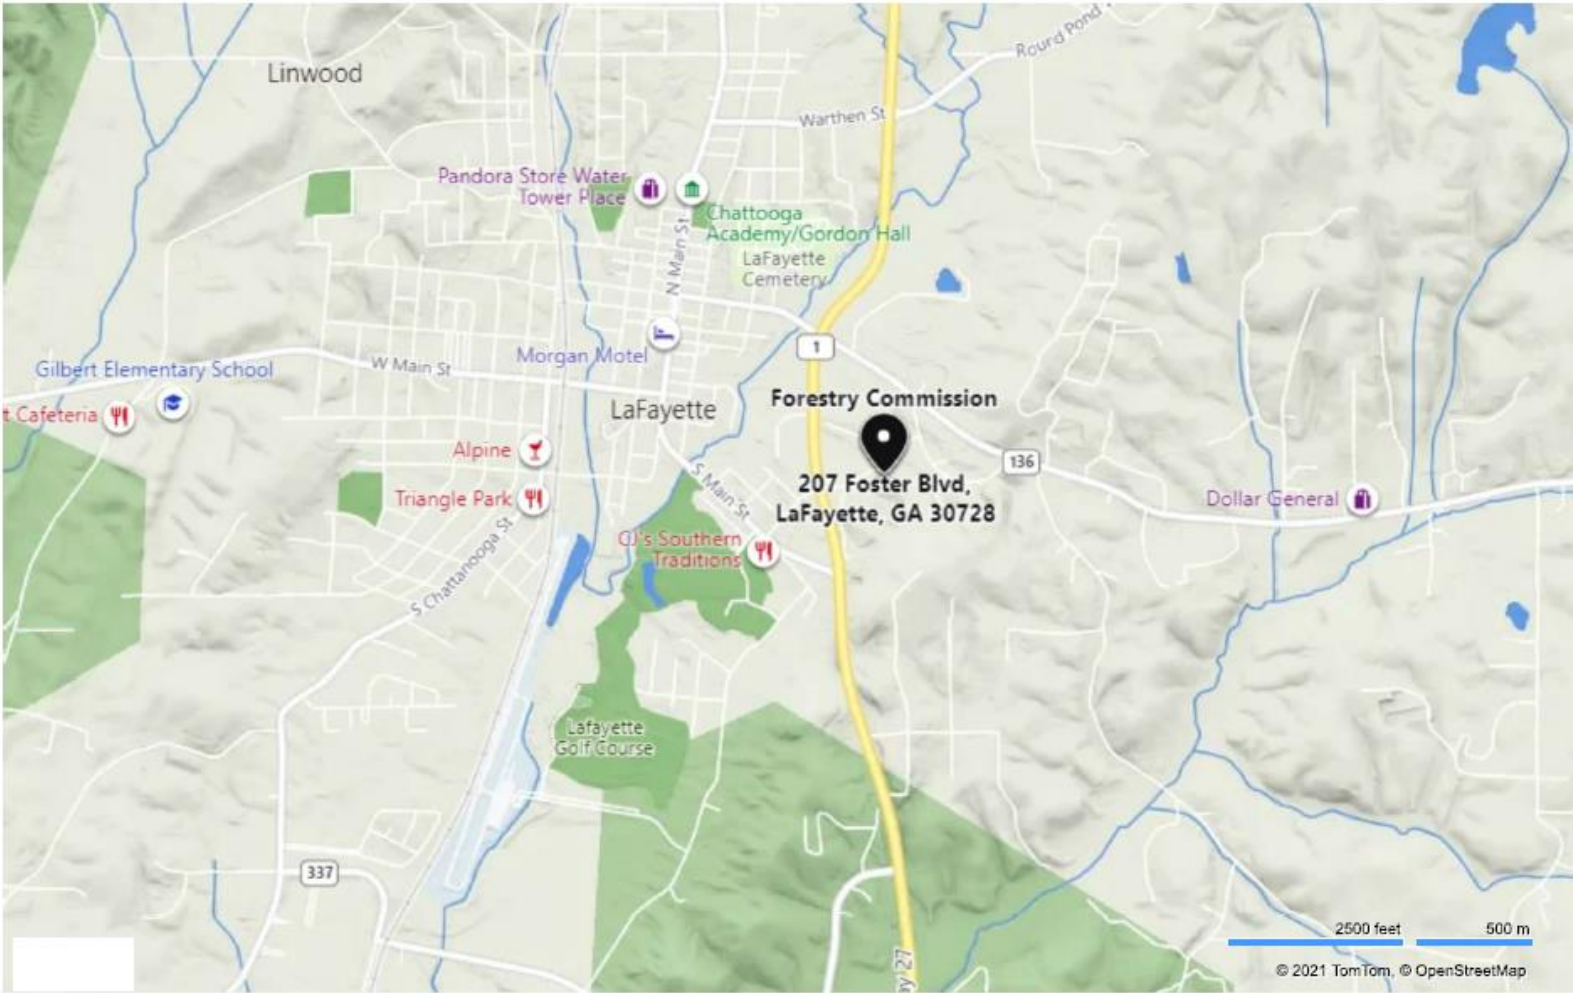 Round Pond
Linwood
Warthen St
Pandora Store Water
Tower Place
Chattooga
Academy/Gordon Hall
N Main St
LaFayette
Cemetery
Morgan Motel
1
W Main St
Gilbert Elementary School
t Cafeteria
LaFayette
Forestry Commission
Alpine
136
S Main St
207 Foster Blvd,
LaFayette, GA 30728
Triangle Park
Dollar General
CJ's Southern
Traditions
S Chattanooga St
Lafayette
Golf Course
337
2500 feet
500 m
y 27
© 2021 TomTom, © OpenStreetMap